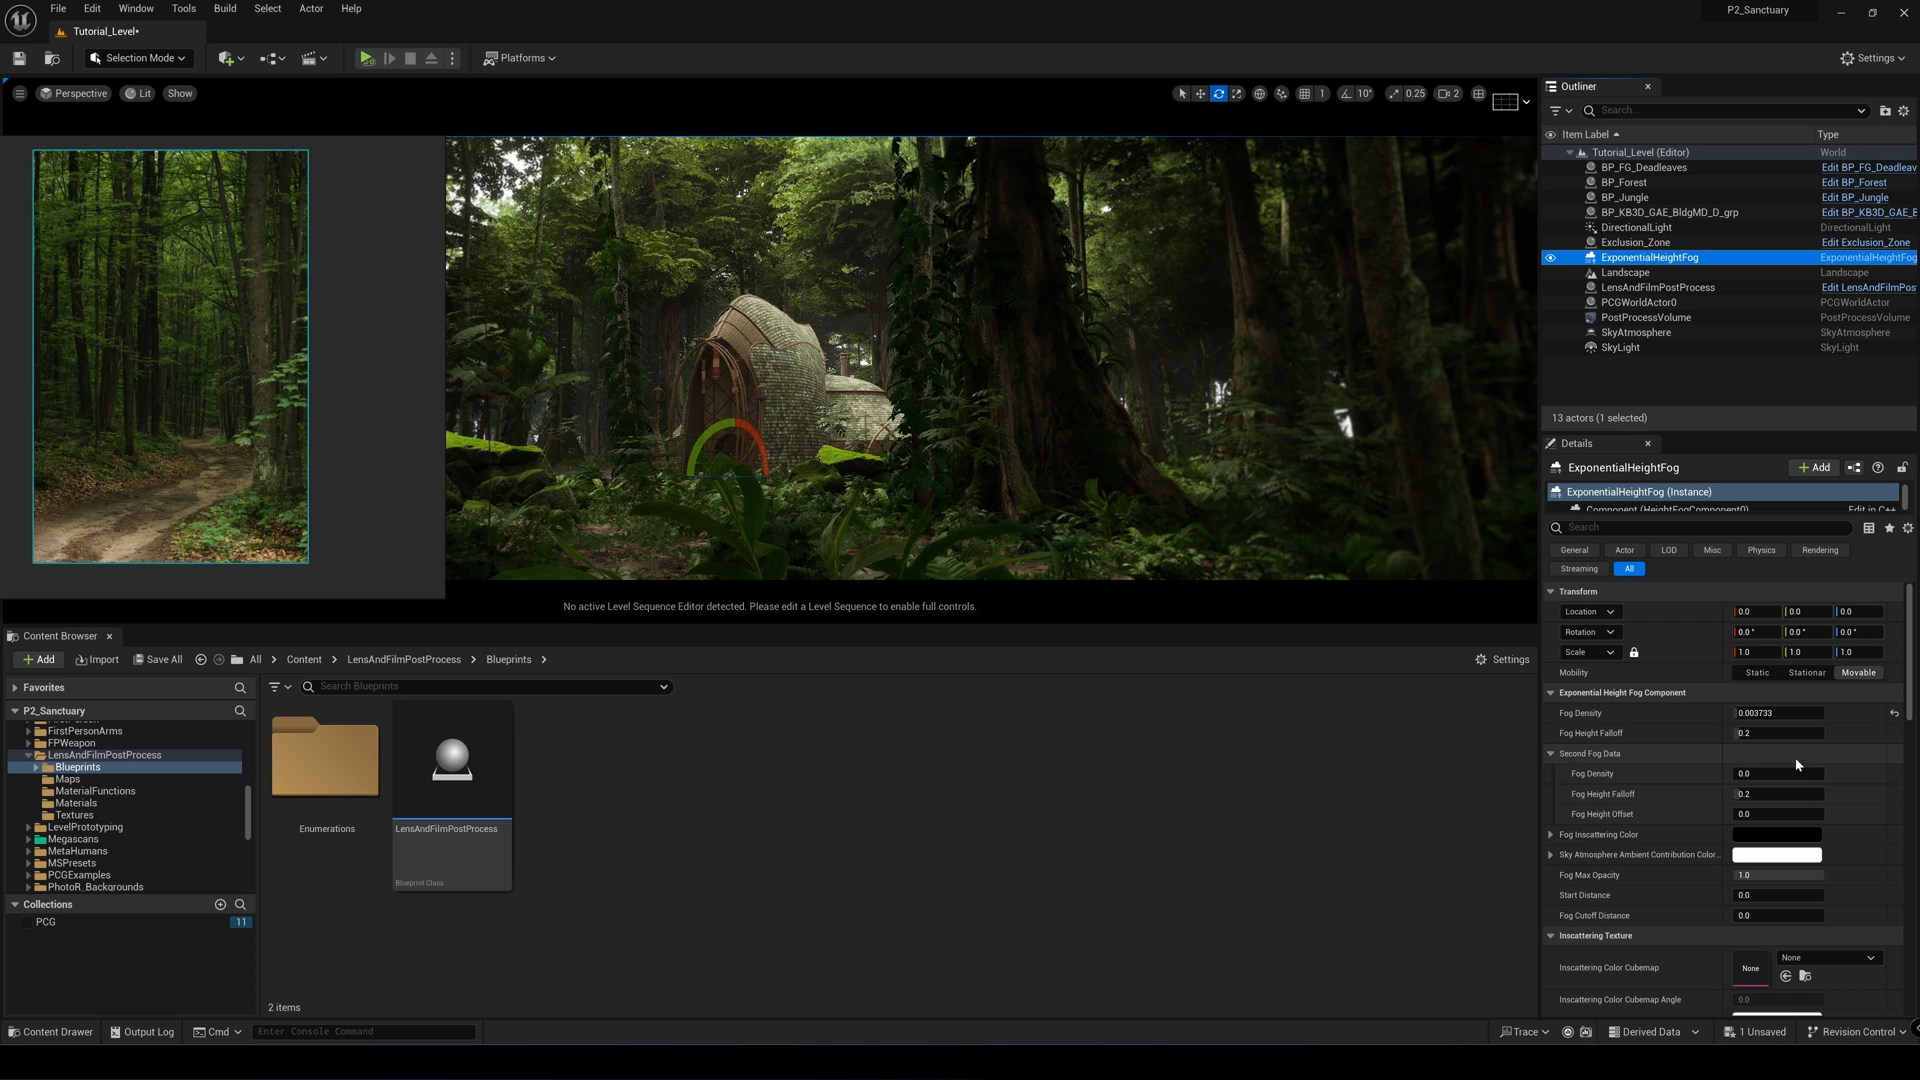 File Edit Window Tools Build Select Actor Help
P2_Sanctuary
Tutorial_Level*
Selection Mode
Platforms
Settings
Perspective Lit Show
1 10° 0.25 2
No active Level Sequence Editor detected. Please edit a Level Sequence to enable full controls.
Outliner
Search...
Item Label Type
Tutorial_Level (Editor) World
BP_FG_Deadleaves Edit BP_FG_Deadleav
BP_Forest Edit BP_Forest
BP_Jungle Edit BP_Jungle
BP_KB3D_GAE_BldgMD_D_grp Edit BP_KB3D_GAE_E
DirectionalLight DirectionalLight
Exclusion_Zone Edit Exclusion_Zone
ExponentialHeightFog ExponentialHeightFog
Landscape Landscape
LensAndFilmPostProcess Edit LensAndFilmPos
PCGWorldActor0 PCGWorldActor
PostProcessVolume PostProcessVolume
SkyAtmosphere SkyAtmosphere
SkyLight SkyLight
13 actors (1 selected)
Details
ExponentialHeightFog
Add
ExponentialHeightFog (Instance)
Component (HeightFogComponent0) Edit in C++
Search
General Actor LOD Misc Physics Rendering
Streaming All
Transform
Location 0.0 0.0 0.0
Rotation 0.0° 0.0° 0.0°
Scale 1.0 1.0 1.0
Mobility Static Stationar Movable
Exponential Height Fog Component
Fog Density 0.003733
Fog Height Falloff 0.2
Second Fog Data
Fog Density 0.0
Fog Height Falloff 0.2
Fog Height Offset 0.0
Fog Inscattering Color
Sky Atmosphere Ambient Contribution Color...
Fog Max Opacity 1.0
Start Distance 0.0
Fog Cutoff Distance 0.0
Inscattering Texture
Inscattering Color Cubemap None None
Inscattering Color Cubemap Angle 0.0
Content Browser
Add Import Save All All Content LensAndFilmPostProcess Blueprints
Settings
Favorites
P2_Sanctuary
FirstPersonArms
FPWeapon
LensAndFilmPostProcess
Blueprints
Maps
MaterialFunctions
Materials
Textures
LevelPrototyping
Megascans
MetaHumans
MSPresets
PCGExamples
PhotoR_Backgrounds
Collections
PCG 11
Search Blueprints
Enumerations
LensAndFilmPostProcess
Blueprint Class
2 items
Content Drawer Output Log Cmd Enter Console Command
Trace Derived Data 1 Unsaved Revision Control